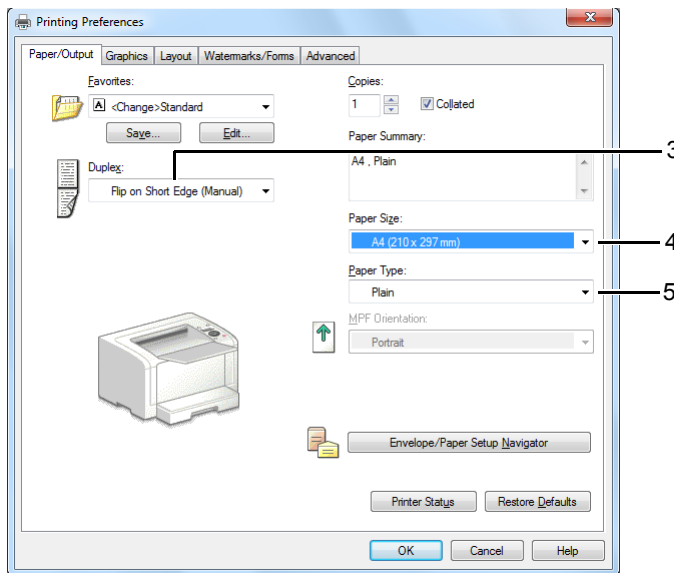 Printing Preferences
Paper/Output Graphics Layout Watermarks/Forms Advanced
Favorites:
A <Change>Standard
Save... Edit...
Duplex:
Flip on Short Edge (Manual)
Copies:
1 Collated
Paper Summary:
A4 , Plain
3
Paper Size:
A4 (210 x 297 mm)
4
Paper Type:
Plain
5
MPF Orientation:
Portrait
Envelope/Paper Setup Navigator
Printer Status Restore Defaults
OK Cancel Help